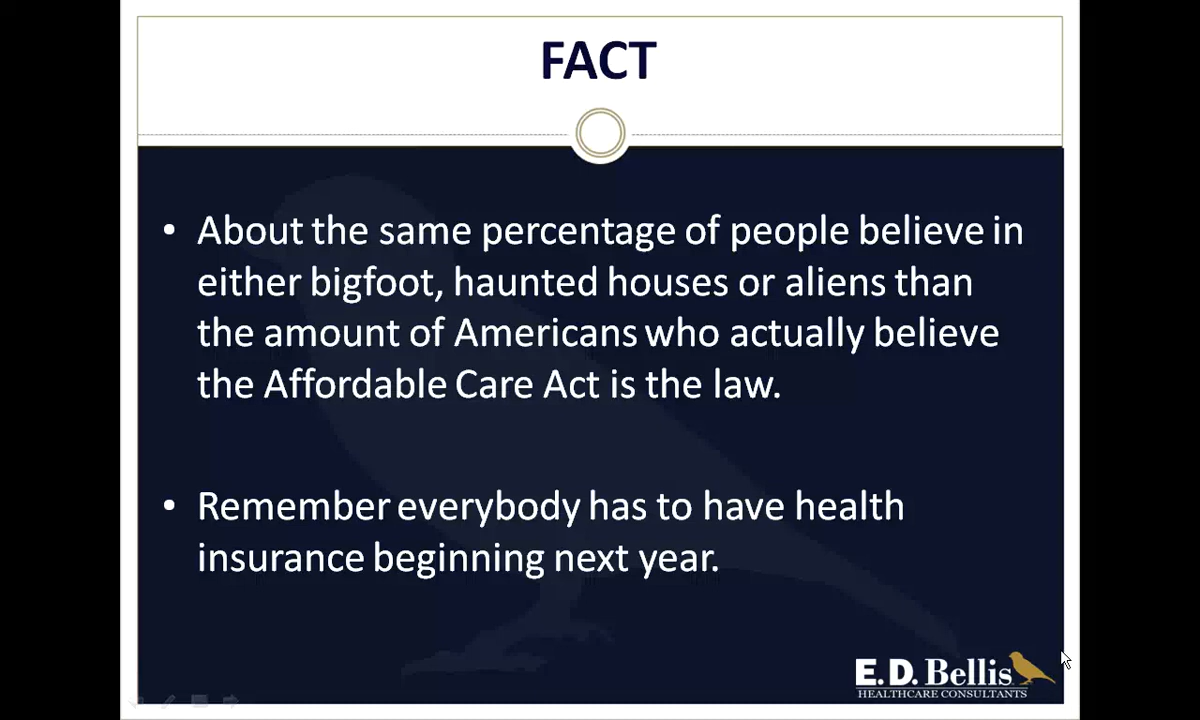 FACT
• About the same percentage of people believe in
either bigfoot, haunted houses or aliens than
the amount of Americans who actually believe
the Affordable Care Act is the law.
• Remember everybody has to have health
insurance beginning next year.
E.D. Bellis
HEALTHCARE CONSULTANTS